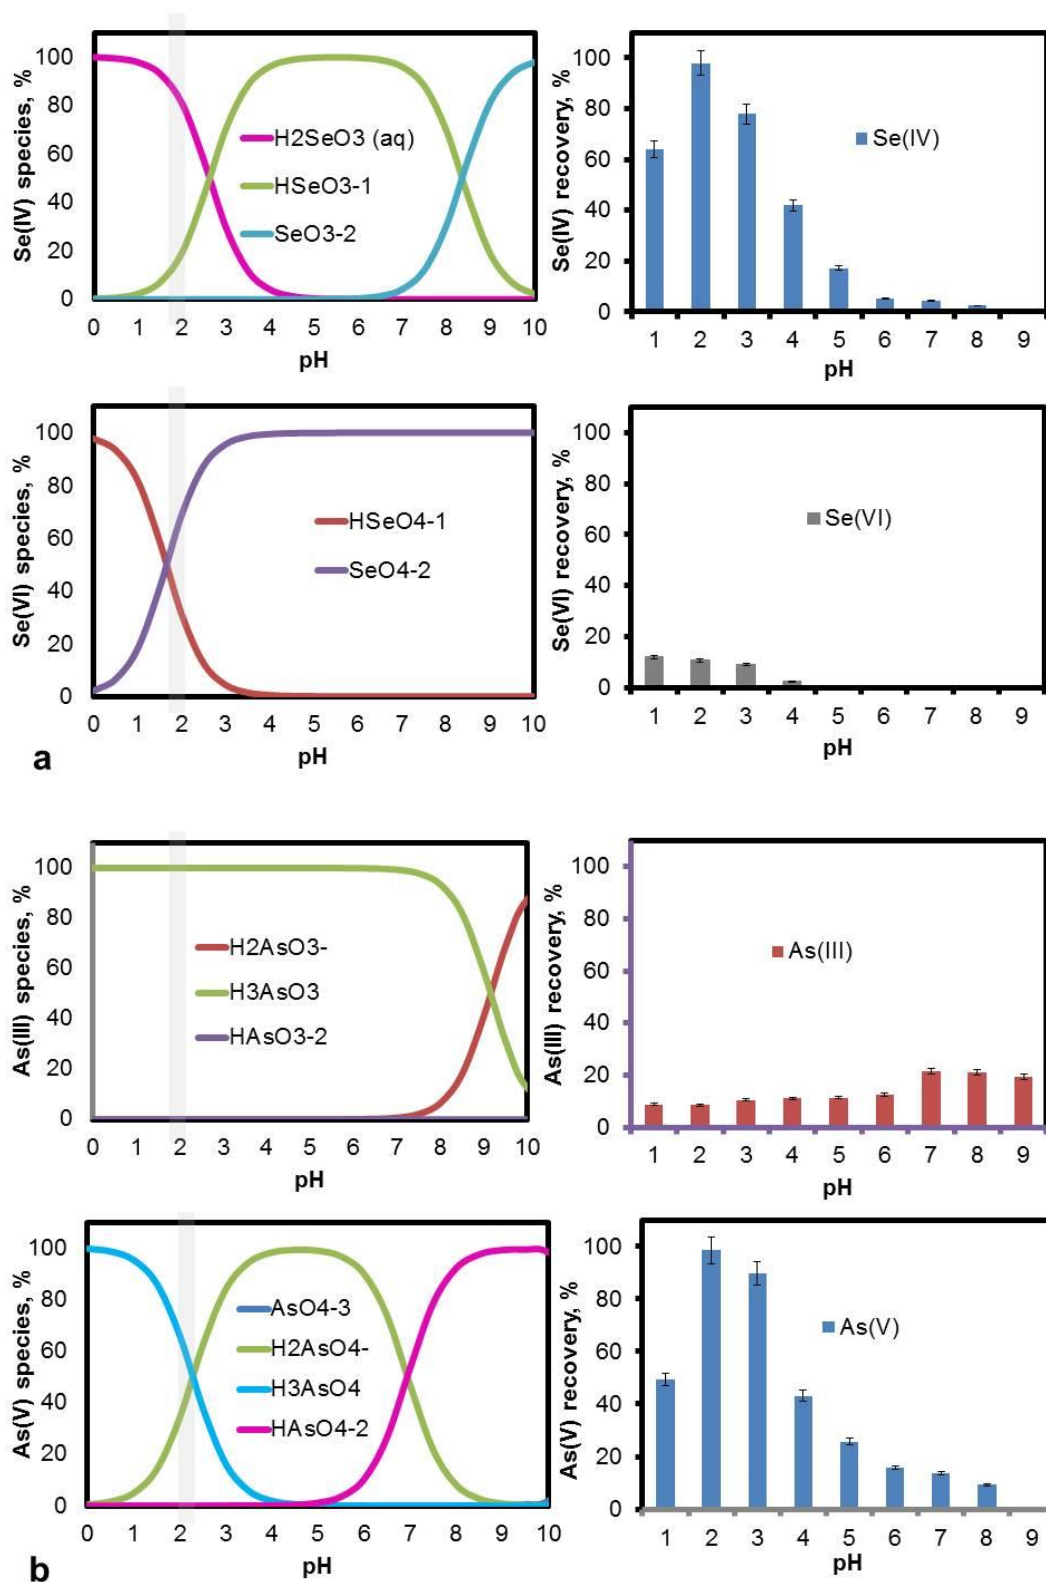 Se(IV) species, %
100
80
60
40
20
0
H2SeO3 (aq)
HSeO3-1
SeO3-2
0 1 2 3 4 5 6 7 8 9 10
pH
Se(IV) recovery, %
100
80
60
40
20
0
Se(IV)
1 2 3 4 5 6 7 8 9
pH
Se(VI) species, %
100
80
60
40
20
0
HSeO4-1
SeO4-2
0 1 2 3 4 5 6 7 8 9 10
pH
Se(VI) recovery, %
100
80
60
40
20
0
Se(VI)
1 2 3 4 5 6 7 8 9
pH
a
As(III) species, %
100
80
60
40
20
0
H2AsO3-
H3AsO3
HAsO3-2
0 1 2 3 4 5 6 7 8 9 10
pH
As(III) recovery, %
100
80
60
40
20
0
As(III)
1 2 3 4 5 6 7 8 9
pH
As(V) species, %
100
80
60
40
20
0
AsO4-3
H2AsO4-
H3AsO4
HAsO4-2
0 1 2 3 4 5 6 7 8 9 10
pH
As(V) recovery, %
100
80
60
40
20
0
As(V)
1 2 3 4 5 6 7 8 9
pH
b